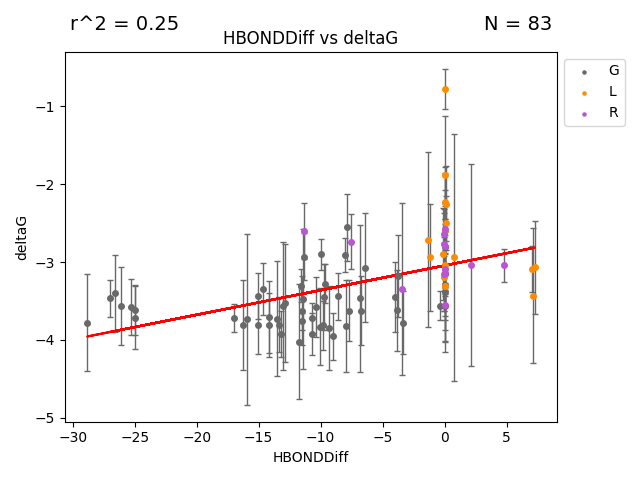 r^2 = 0.25
N = 83
HBONDDiff vs deltaG
G
L
R
−1
−2
−3
−4
−5
deltaG
−30 −25 −20 −15 −10 −5 0 5
HBONDDiff